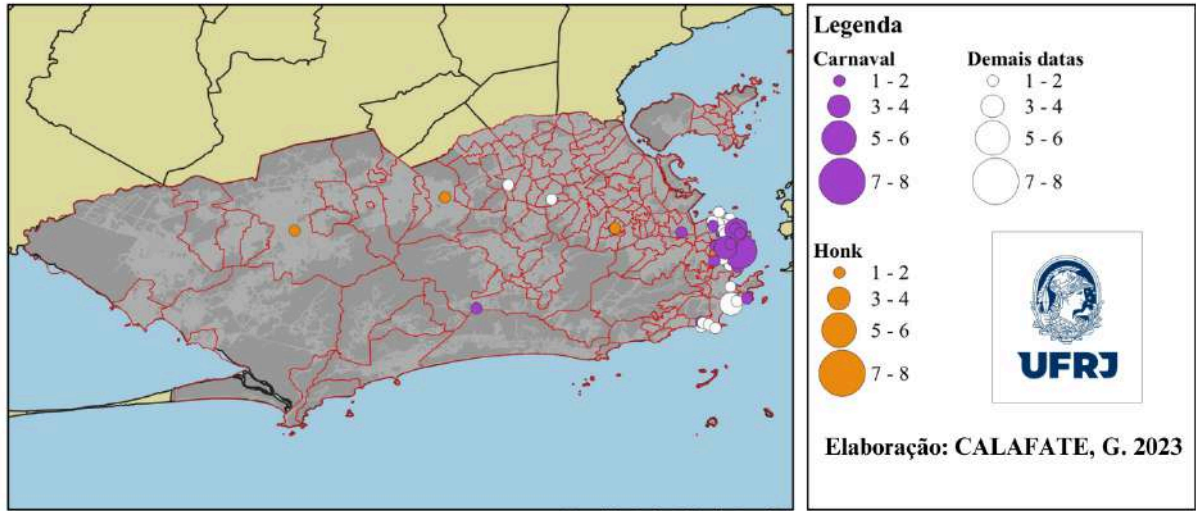 Legenda
Carnaval
1 - 2
3 - 4
5 - 6
7 - 8
Demais datas
1 - 2
3 - 4
5 - 6
7 - 8
Honk
1 - 2
3 - 4
5 - 6
7 - 8
UFRJ
Elaboração: CALAFATE, G. 2023